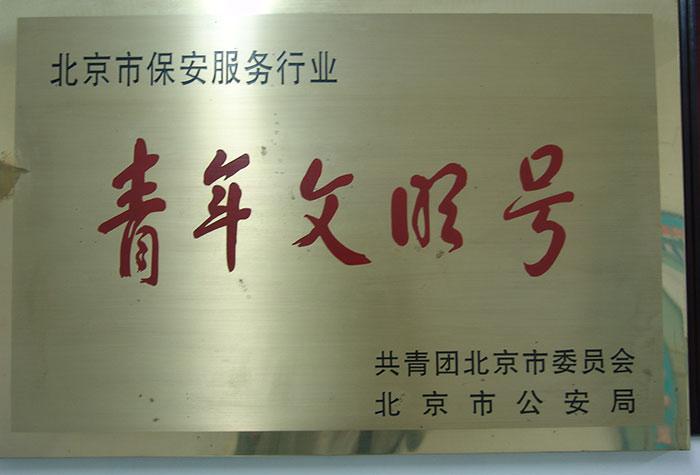 北京市保安服务行业
青年文明号
共青团北京市委员会
北京市公安局